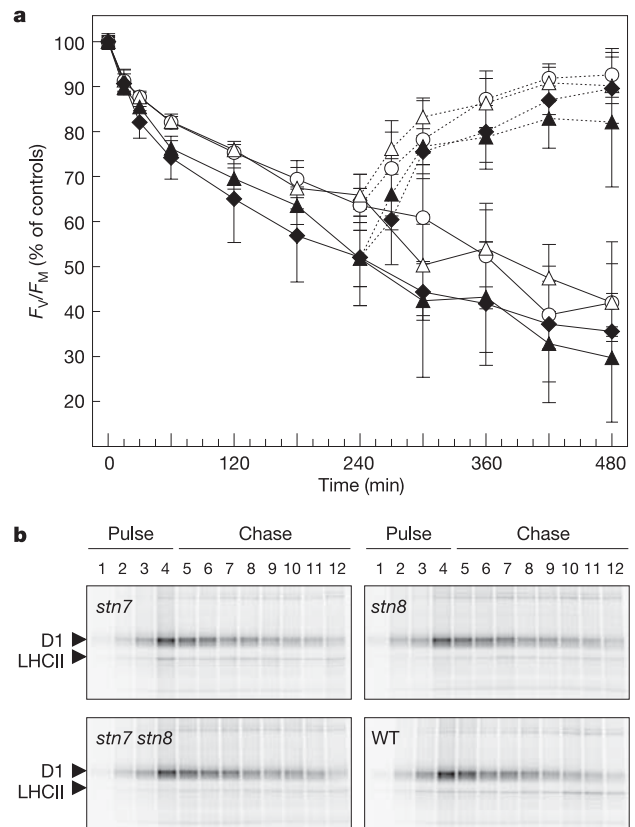 a
100
90
80
70
60
50
40
30
20
F_V/F_M (% of controls)
0 120 240 360 480
Time (min)
b
Pulse Chase Pulse Chase
1 2 3 4 5 6 7 8 9 10 11 12 1 2 3 4 5 6 7 8 9 10 11 12
stn7 stn8
D1
LHCII
stn7 stn8 WT
D1
LHCII